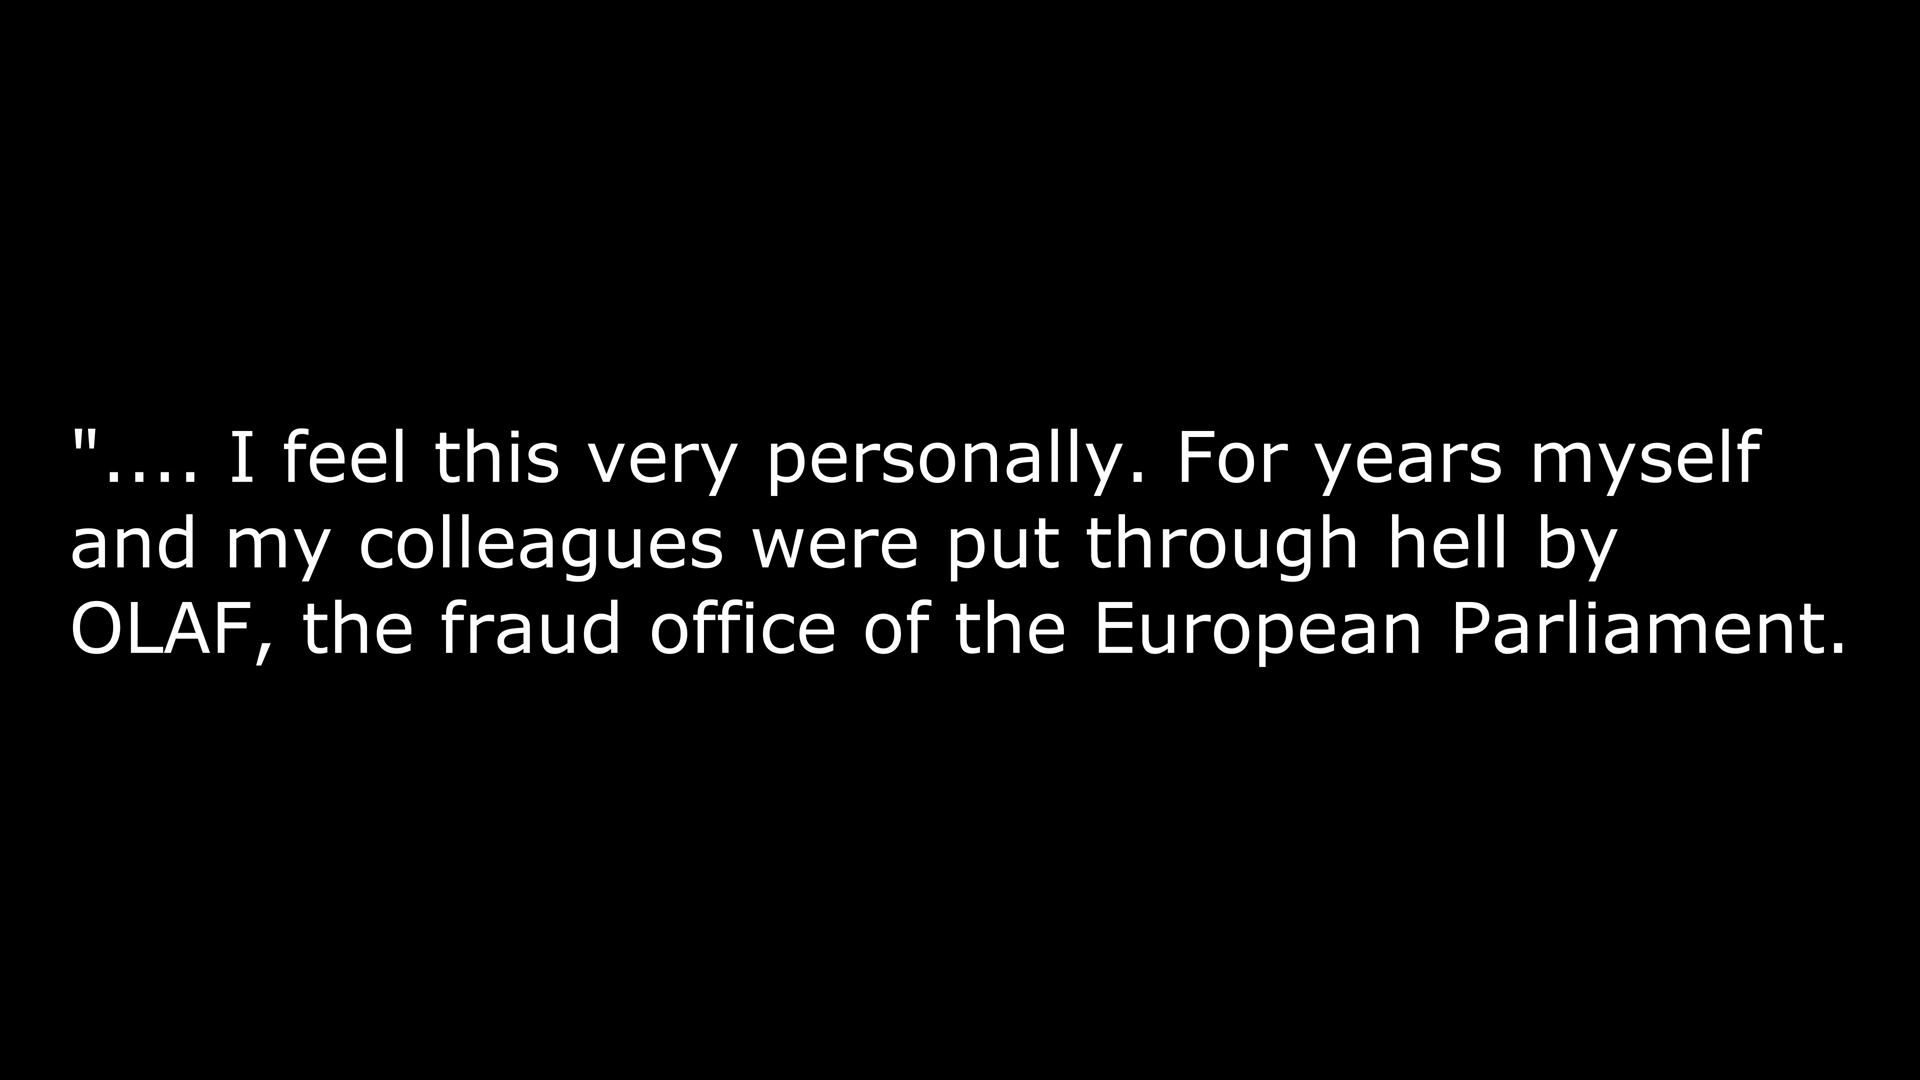 ".... I feel this very personally. For years myself
and my colleagues were put through hell by
OLAF, the fraud office of the European Parliament.